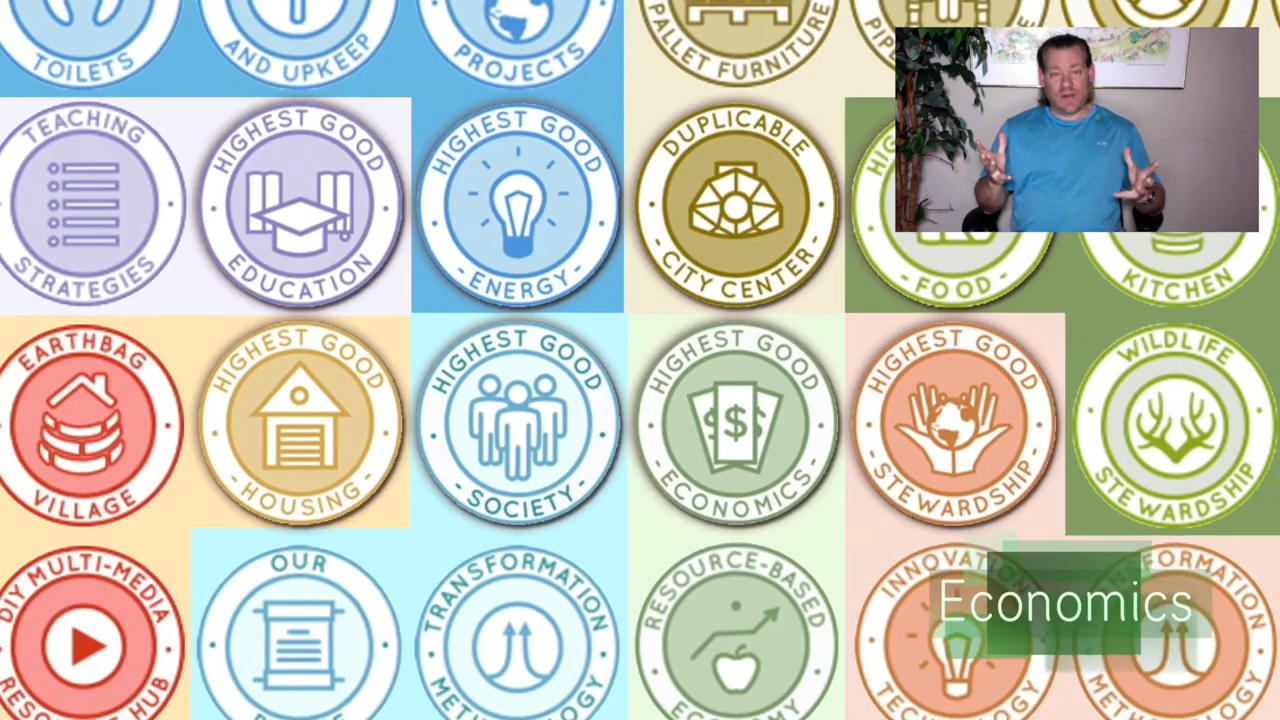 TOILETS
AND UPKEEP
PROJECTS
PALLET FURNITURE
TEACHING
STRATEGIES
HIGHEST GOOD
EDUCATION
HIGHEST GOOD
- ENERGY -
DUPLICABLE
- CITY CENTER -
- FOOD -
KITCHEN
EARTHBAG
VILLAGE
HIGHEST GOOD
- HOUSING -
HIGHEST GOOD
- SOCIETY -
HIGHEST GOOD
- ECONOMICS -
HIGHEST GOOD
- STEWARDSHIP -
WILDLIFE
STEWARDSHIP
DIY MULTI-MEDIA
HUB
OUR
TRANSFORMATION
RESOURCE-BASED
ECONOMY
Economics